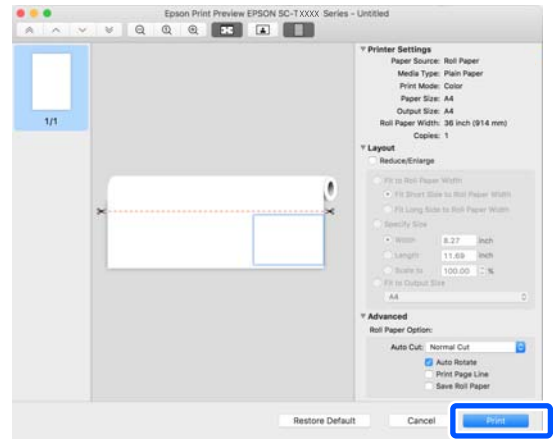 Epson Print Preview EPSON SC-TXXXX Series - Untitled
1/1
Printer Settings
Paper Source: Roll Paper
Media Type: Plain Paper
Print Mode: Color
Paper Size: A4
Output Size: A4
Roll Paper Width: 36 inch (914 mm)
Copies: 1
Layout
Reduce/Enlarge
Fit to Roll Paper Width
Fit Short Side to Roll Paper Width
Fit Long Side to Roll Paper Width
Specify Size
Width 8.27 inch
Length 11.69 inch
Scale to 100.00 %
Fit to Output Size
A4
Advanced
Roll Paper Option:
Auto Cut: Normal Cut
Auto Rotate
Print Page Line
Save Roll Paper
Restore Default Cancel Print